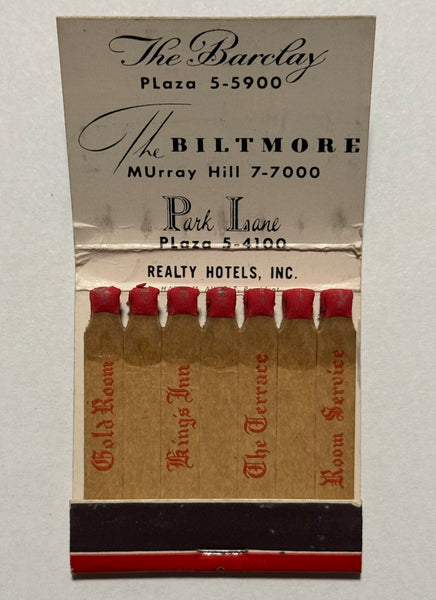 The Barclay
PLaza 5-5900
The BILTMORE
MUrray Hill 7-7000
Park Lane
PLaza 5-4100
REALTY HOTELS, INC.
Gold Room
Kings Inn
The Terrace
Room Service